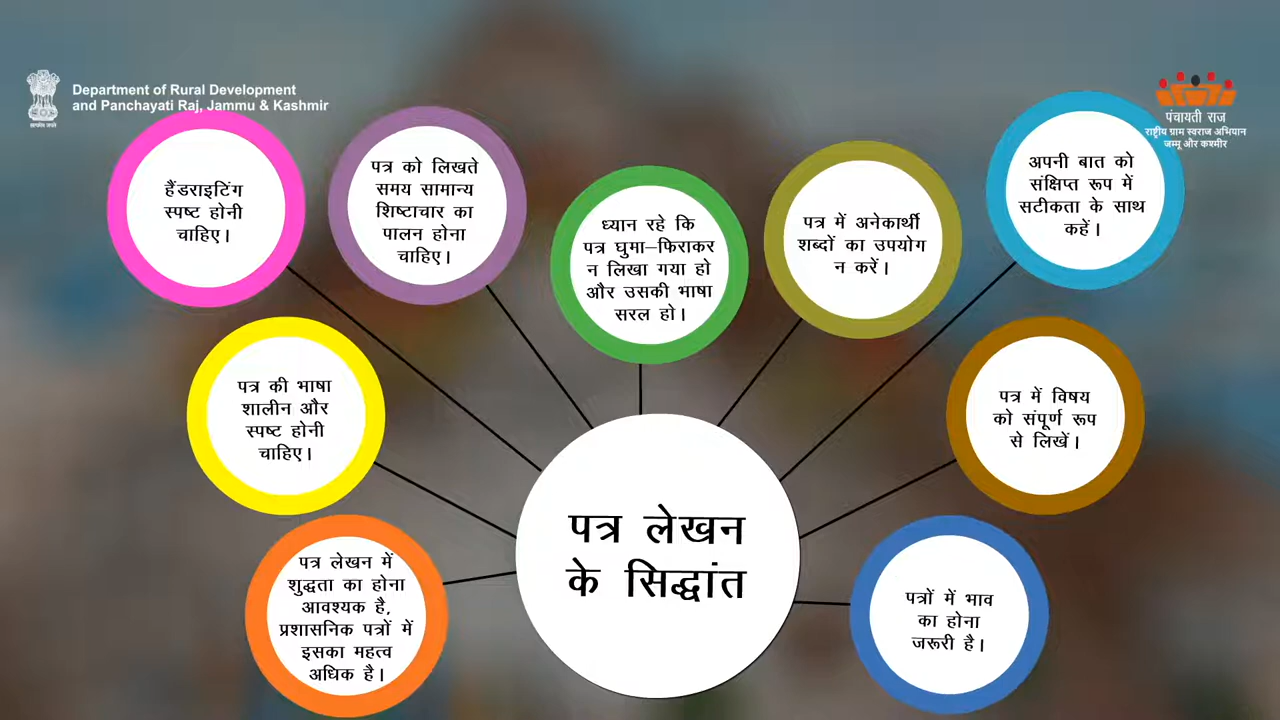 Department of Rural Development
and Panchayati Raj, Jammu & Kashmir
सत्यमेव जयते
पंचायती राज
राष्ट्रीय ग्राम स्वराज अभियान
जम्मू और कश्मीर
हैंडराइटिंग
स्पष्ट होनी
चाहिए।
पत्र को लिखते
समय सामान्य
शिष्टाचार का
पालन होना
चाहिए।
ध्यान रहे कि
पत्र घुमा–फिराकर
न लिखा गया हो
और उसकी भाषा
सरल हो।
पत्र में अनेकार्थी
शब्दों का उपयोग
न करें।
अपनी बात को
संक्षिप्त रूप में
सटीकता के साथ
कहें।
पत्र की भाषा
शालीन और
स्पष्ट होनी
चाहिए।
पत्र में विषय
को संपूर्ण रूप
से लिखें।
पत्र लेखन में
शुद्धता का होना
आवश्यक है,
प्रशासनिक पत्रों में
इसका महत्व
अधिक है।
पत्र लेखन
के सिद्धांत
पत्रों में भाव
का होना
जरूरी है।